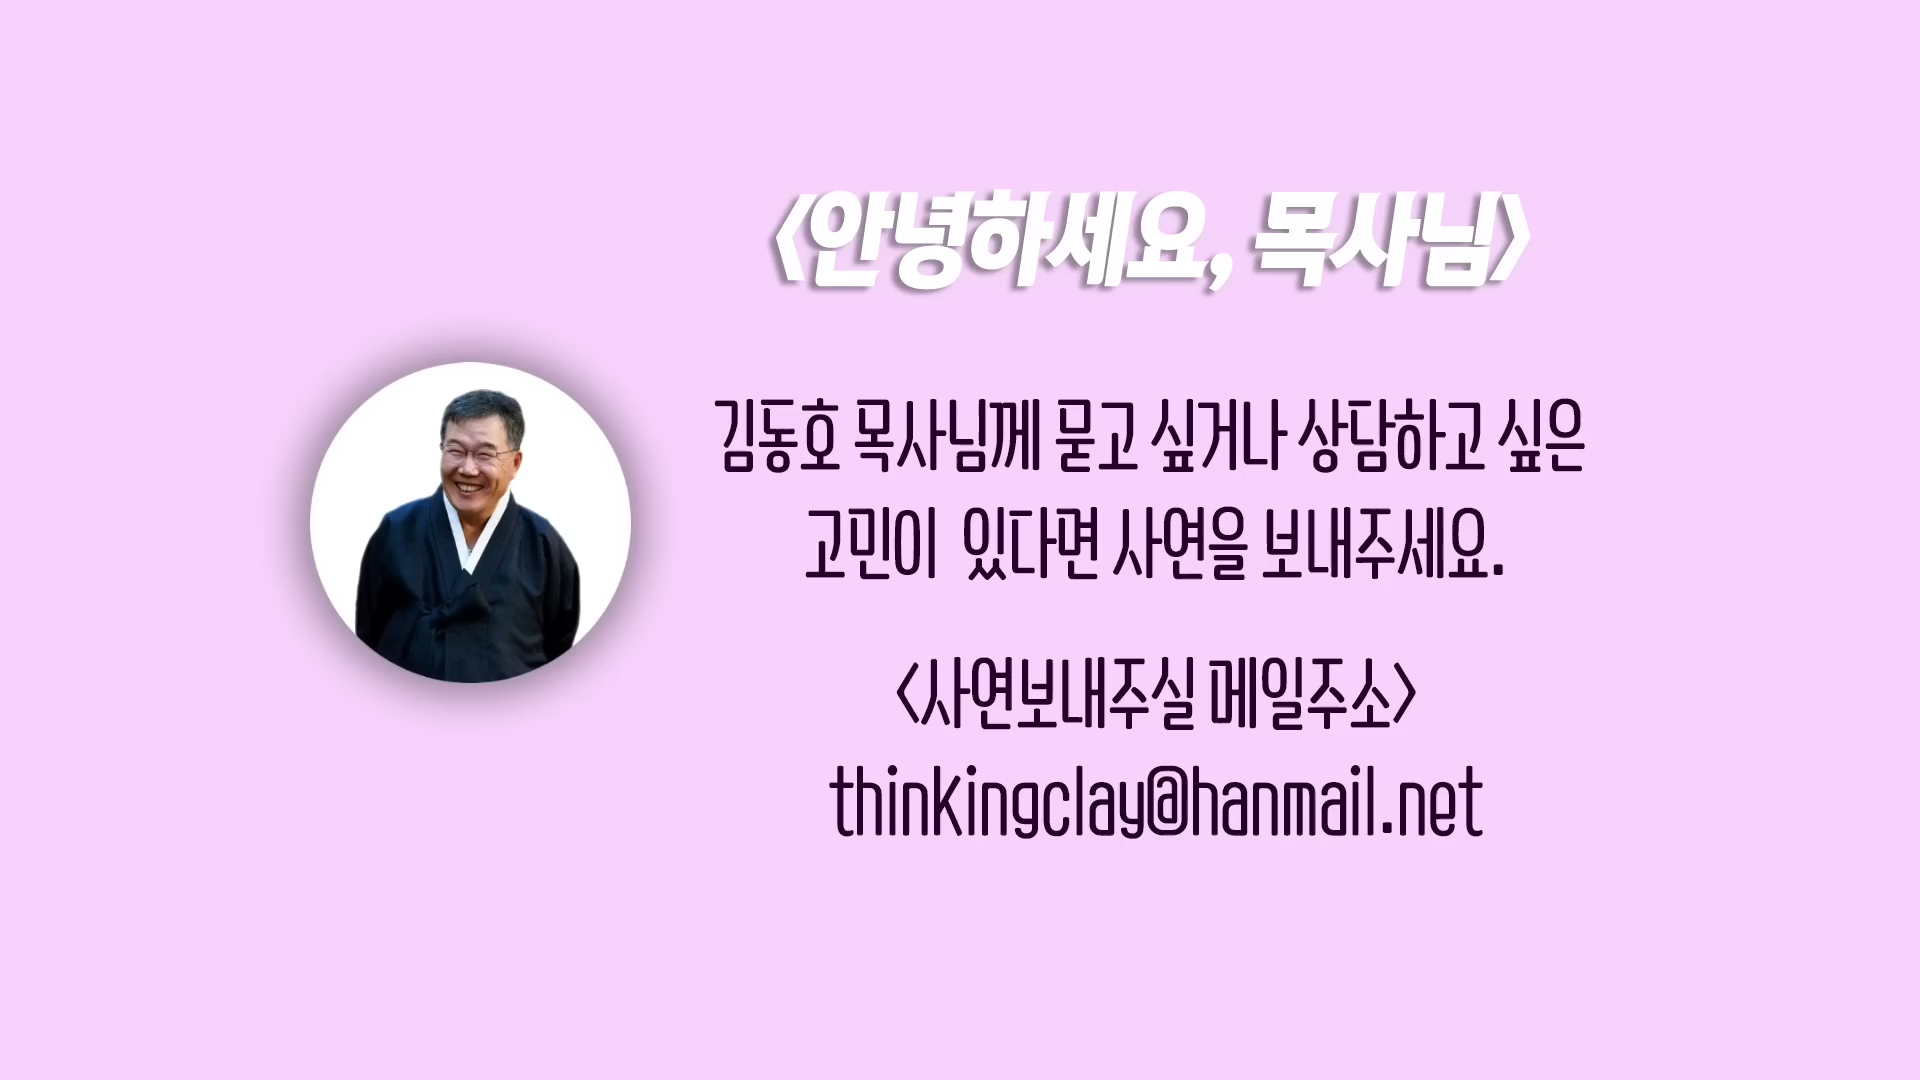 <안녕하세요, 목사님>
김동호 목사님께 묻고 싶거나 상담하고 싶은
고민이 있다면 사연을 보내주세요.
<사연보내주실 메일주소>
thinkingclay@hanmail.net